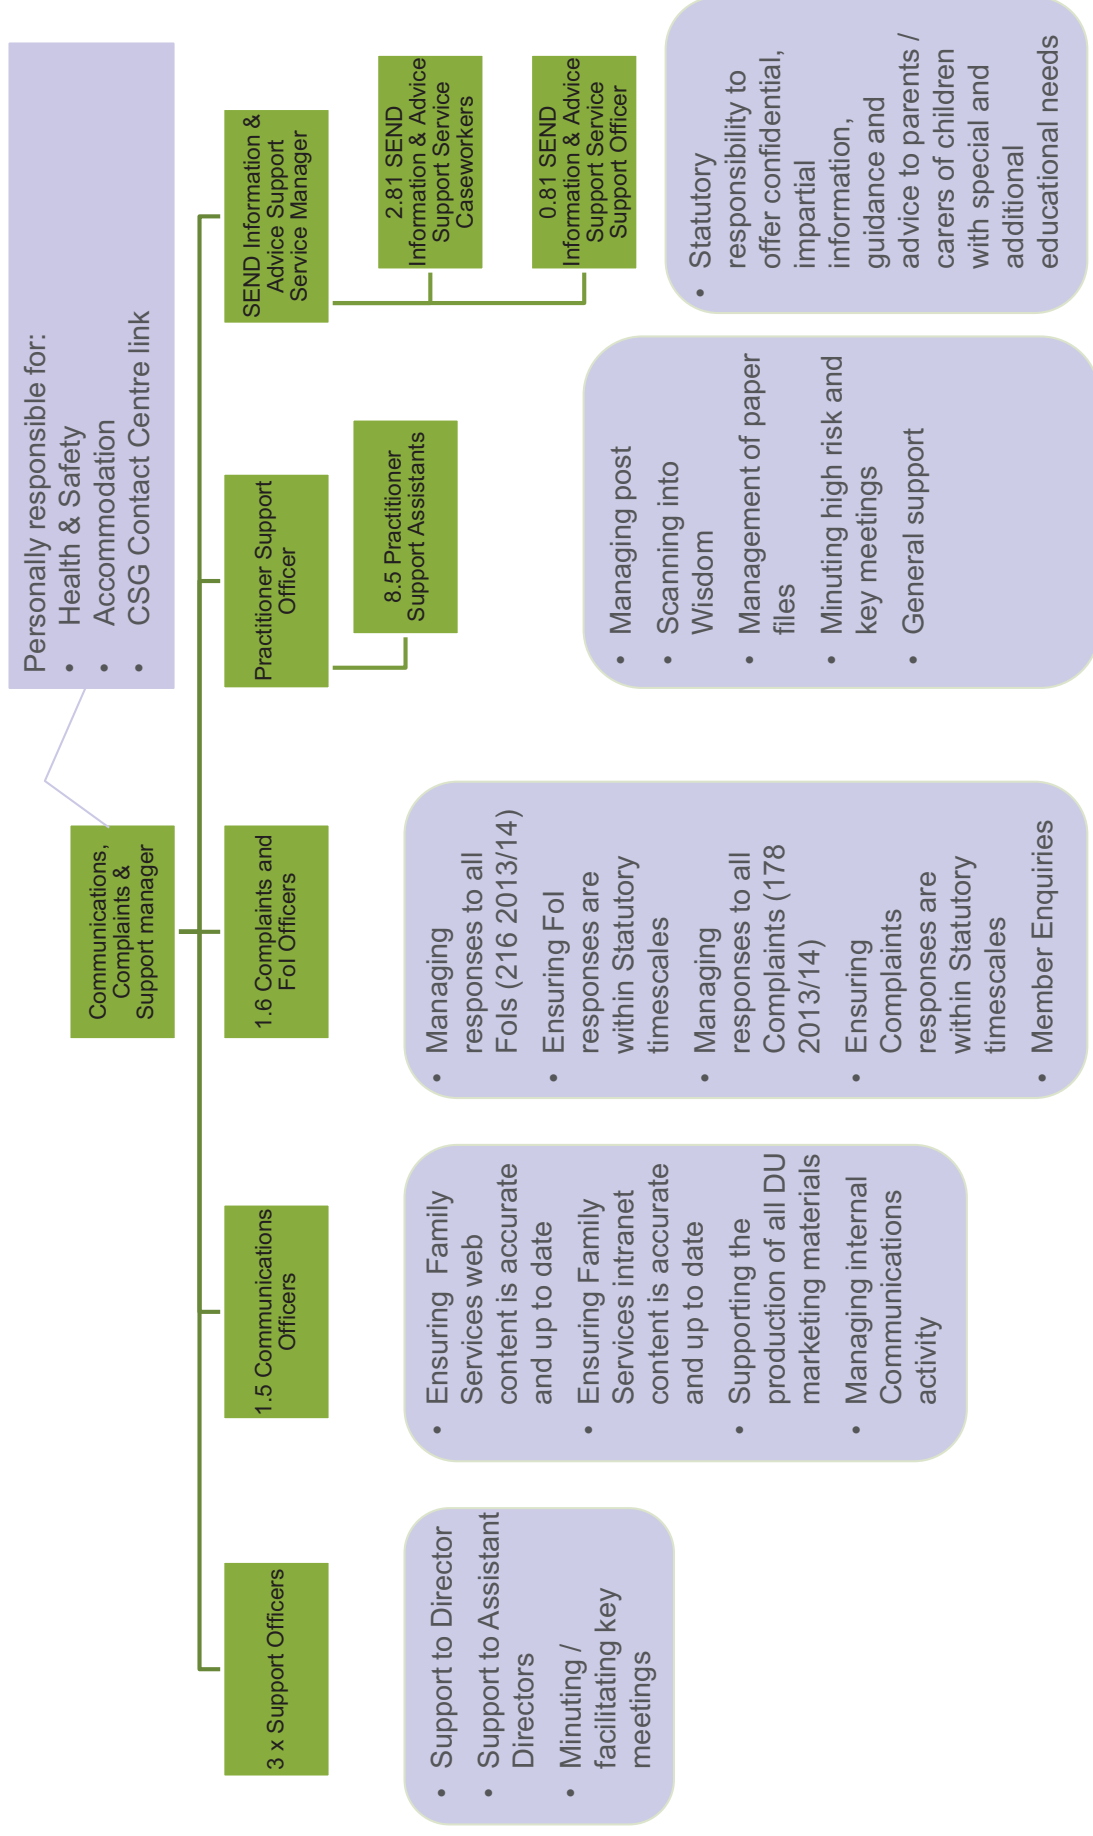 Communications,
Complaints &
Support manager
Personally responsible for:
• Health & Safety
• Accommodation
• CSG Contact Centre link
3 x Support Officers
1.5 Communications
Officers
1.6 Complaints and
FoI Officers
Practitioner Support
Officer
SEND Information &
Advice Support
Service Manager
8.5 Practitioner
Support Assistants
2.81 SEND
Information & Advice
Support Service
Caseworkers
0.81 SEND
Information & Advice
Support Service
Support Officer
• Support to Director
• Support to Assistant
Directors
• Minuting /
facilitating key
meetings
• Ensuring Family
Services web
content is accurate
and up to date
• Ensuring Family
Services intranet
content is accurate
and up to date
• Supporting the
production of all DU
marketing materials
• Managing internal
Communications
activity
• Managing
responses to all
FoIs (216 2013/14)
• Ensuring FoI
responses are
within Statutory
timescales
• Managing
responses to all
Complaints (178
2013/14)
• Ensuring
Complaints
responses are
within Statutory
timescales
• Member Enquiries
• Managing post
• Scanning into
Wisdom
• Management of paper
files
• Minuting high risk and
key meetings
• General support
• Statutory
responsibility to
offer confidential,
impartial
information,
guidance and
advice to parents /
carers of children
with special and
additional
educational needs